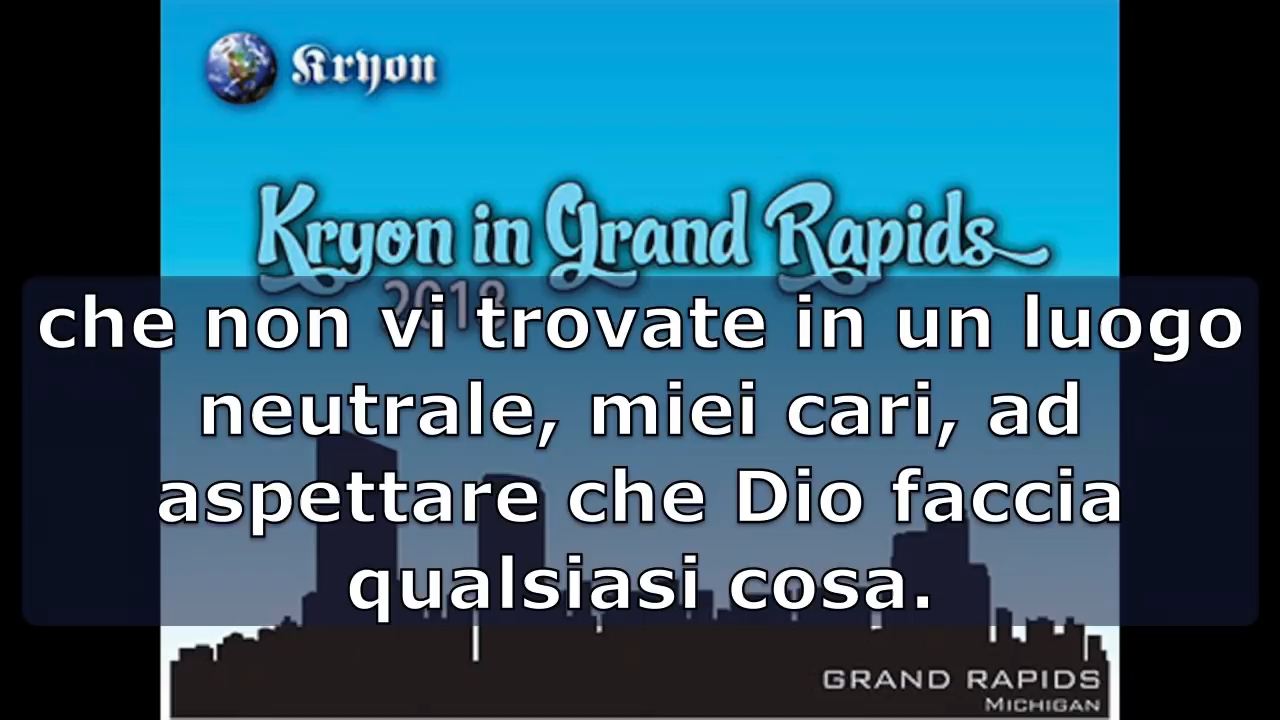 Kryon
Kryon in Grand Rapids
2018
che non vi trovate in un luogo
neutrale, miei cari, ad
aspettare che Dio faccia
qualsiasi cosa.
GRAND RAPIDS
MICHIGAN